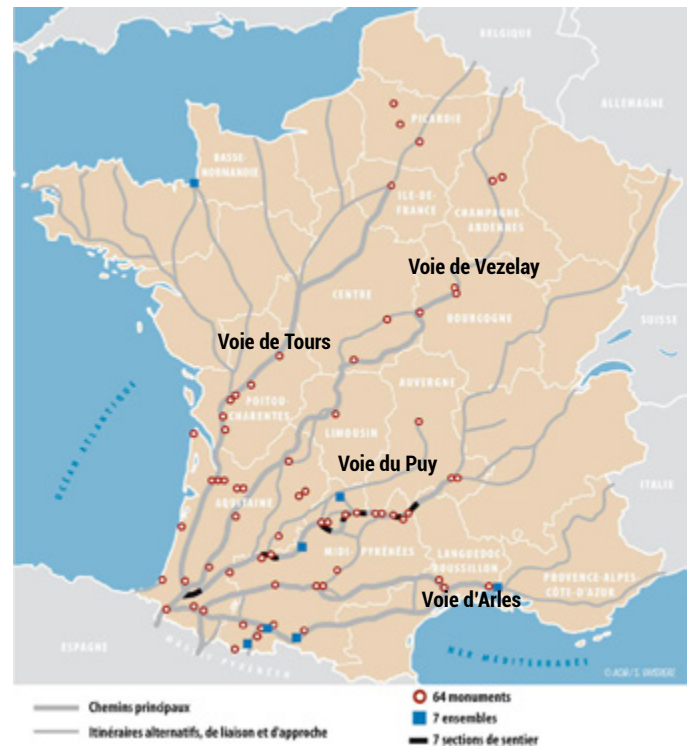 BELGIQUE
ALLEMAGNE
PICARDIE
BASSE-
NORMANDIE
ILE-DE-
FRANCE
CHAMPAGNE-
ARDENNES
Voie de Vezelay
CENTRE
BOURGOGNE
SUISSE
Voie de Tours
POITOU-
CHARENTES
AUVERGNE
LIMOUSIN
OCEAN ATLANTIQUE
Voie du Puy
ITALIE
AQUITAINE
MIDI-PYRÉNÉES
LANGUEDOC
ROUSSILLON
PROVENCE-ALPES
CÔTE-D'AZUR
Voie d'Arles
ESPAGNE
MER MÉDITERRANÉE
Chemins principaux
Itinéraires alternatifs, de liaison et d'approche
64 monuments
7 ensembles
7 sections de sentier